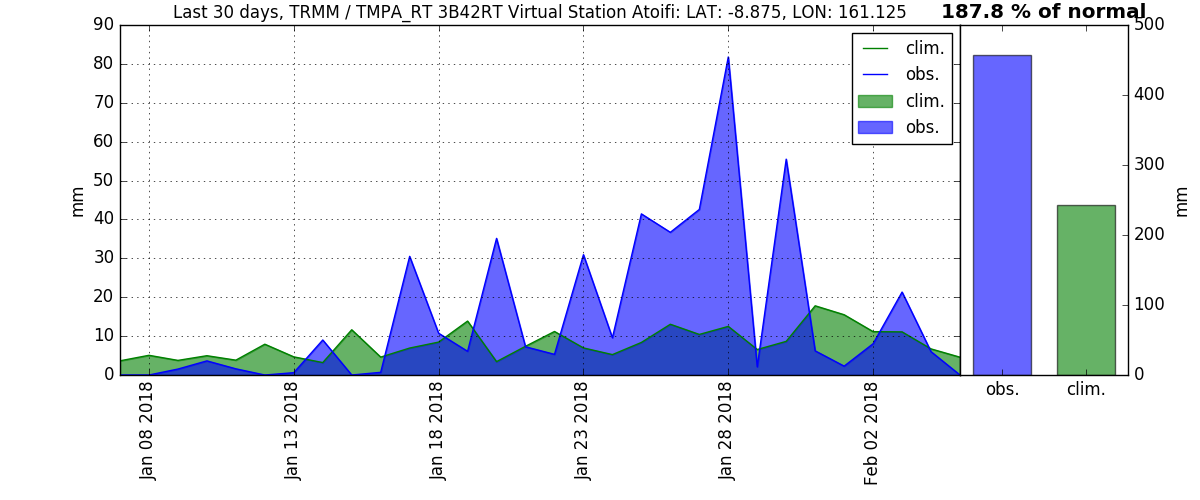 Last 30 days, TRMM / TMPA_RT 3B42RT Virtual Station Atoifi: LAT: -8.875, LON: 161.125
187.8 % of normal
90
80
70
60
50
40
30
20
10
0
mm
clim.
obs.
clim.
obs.
Jan 08 2018
Jan 13 2018
Jan 18 2018
Jan 23 2018
Jan 28 2018
Feb 02 2018
500
400
300
200
100
0
mm
obs.
clim.